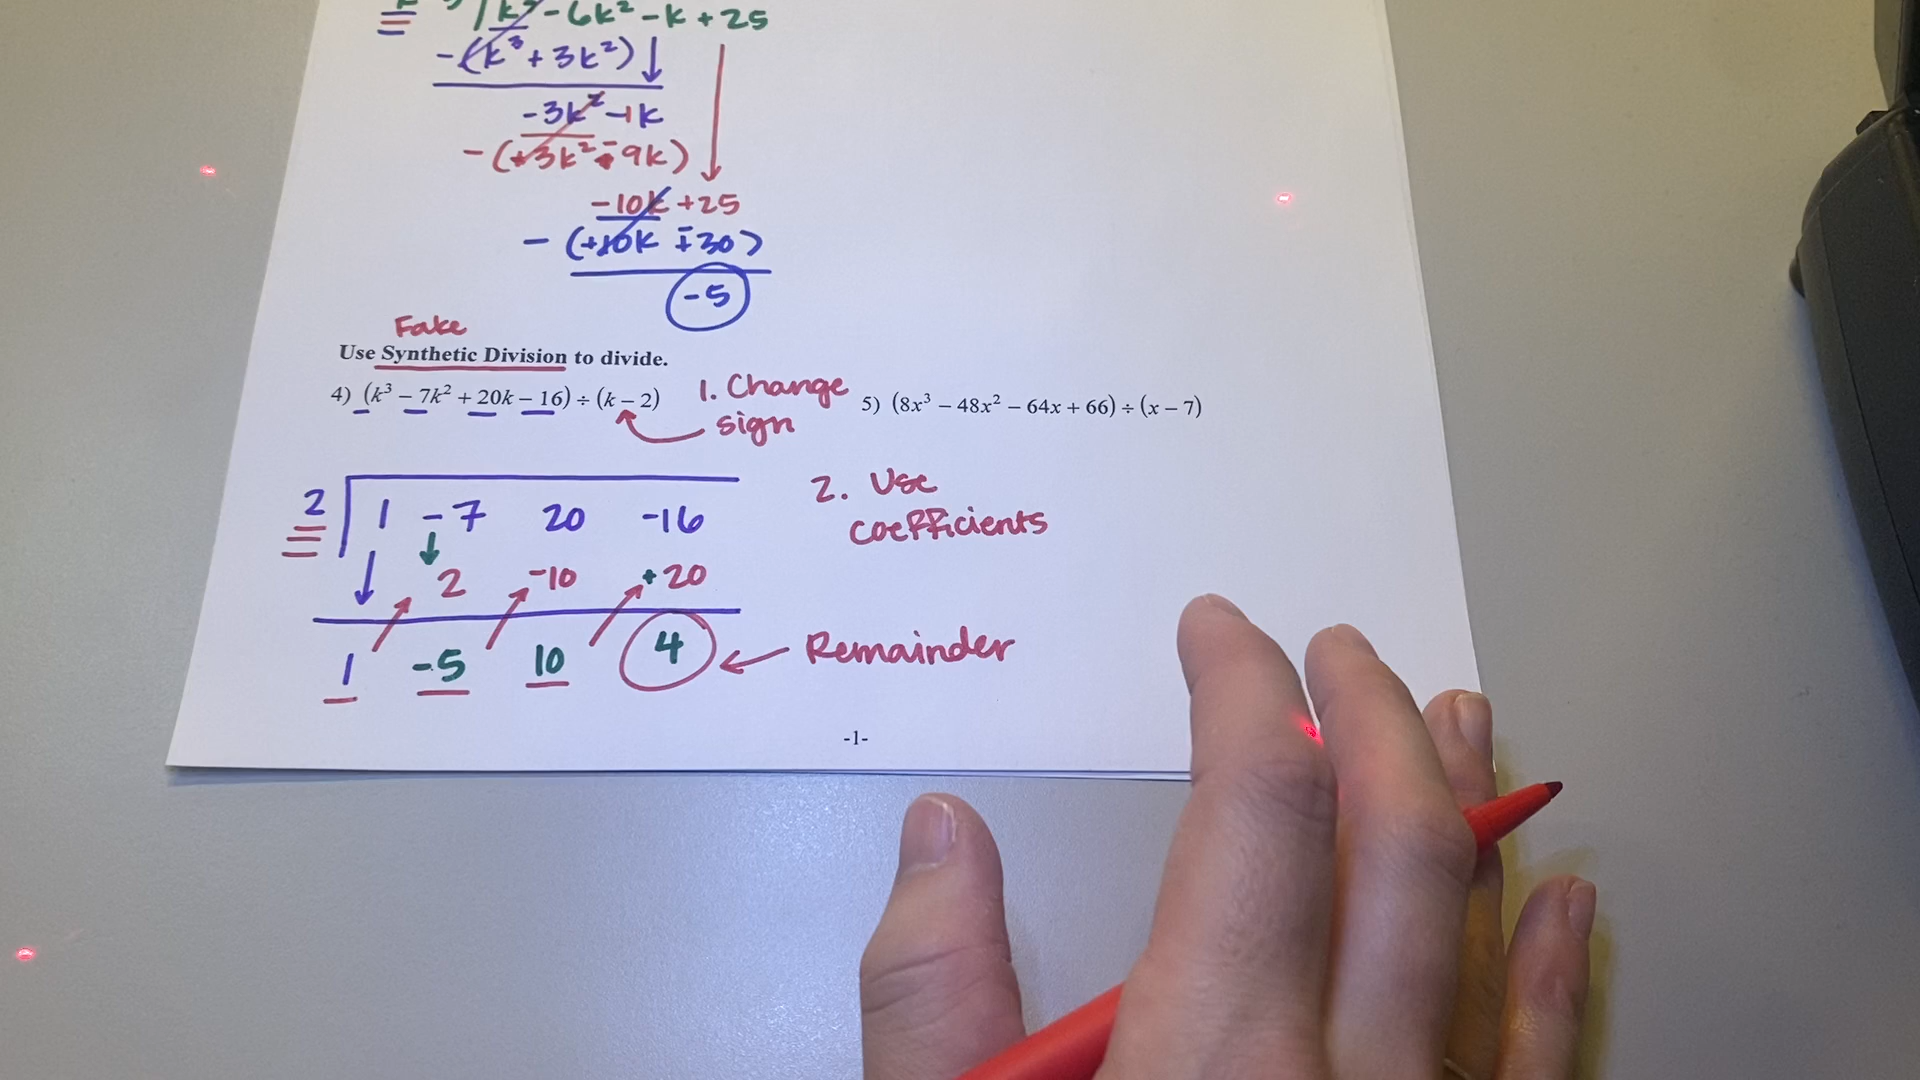 k³ - 6k² - k + 25
-(k³ + 3k²)
-3k² - 1k
-(+3k² - 9k)
-10k + 25
-(+10k - 30)
-5
Fake
Use Synthetic Division to divide.
4) (k³ − 7k² + 20k − 16) ÷ (k − 2)
1. Change
sign
5) (8x³ − 48x² − 64x + 66) ÷ (x − 7)
2 1 -7 20 -16
2 -10 +20
1 -5 10 4
2. Use
coefficients
Remainder
-1-